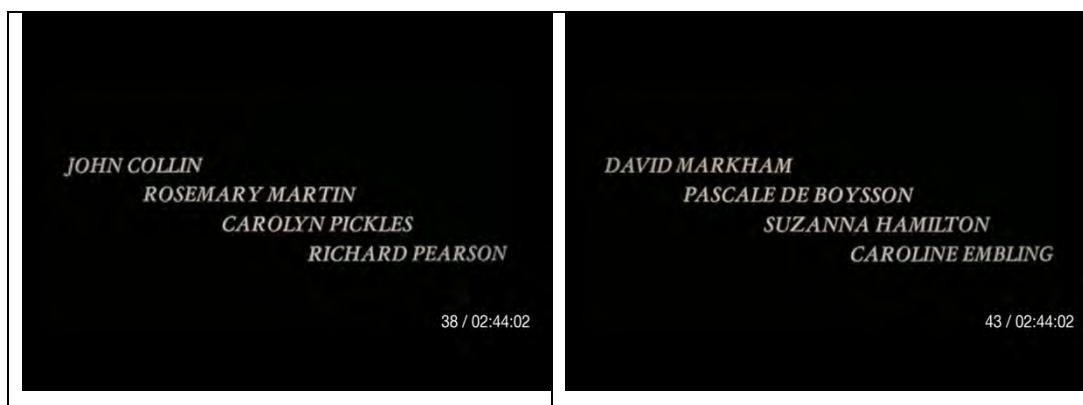 JOHN COLLIN
ROSEMARY MARTIN
CAROLYN PICKLES
RICHARD PEARSON
38 / 02:44:02
DAVID MARKHAM
PASCALE DE BOYSSON
SUZANNA HAMILTON
CAROLINE EMBLING
43 / 02:44:02